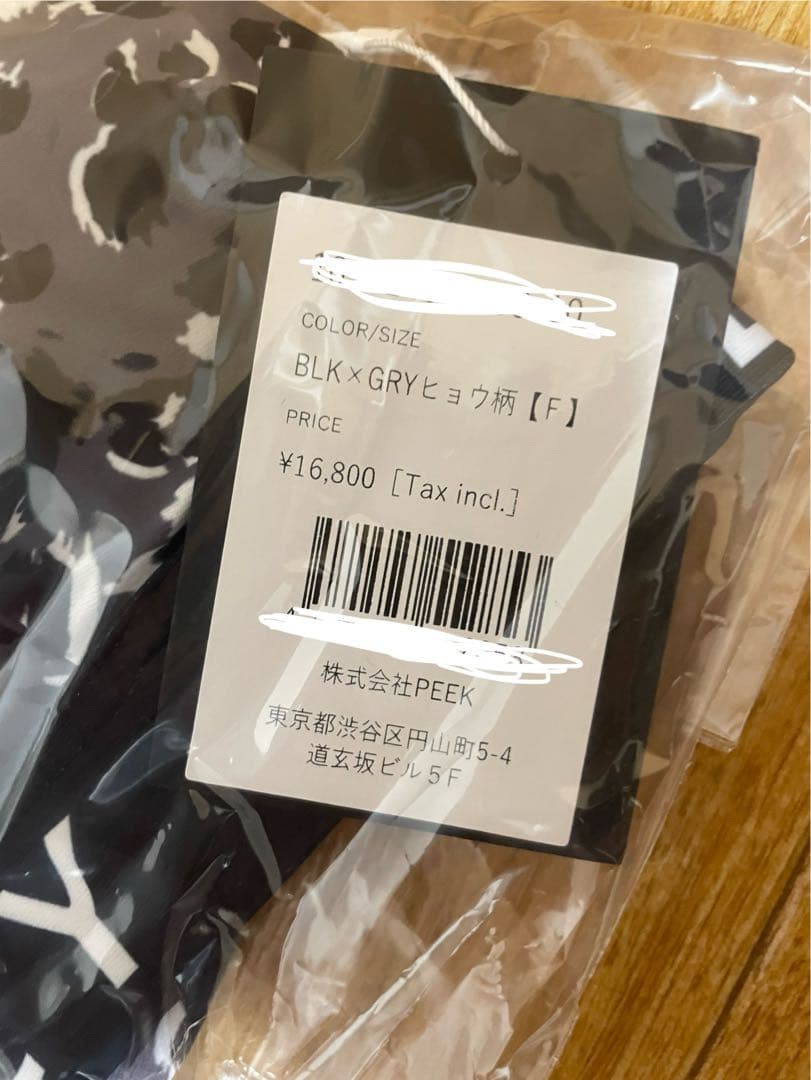 COLOR/SIZE
BLK×GRYヒョウ柄【F】
PRICE
¥16,800 [Tax incl.]
株式会社PEEK
東京都渋谷区円山町5-4
道玄坂ビル5F
Y